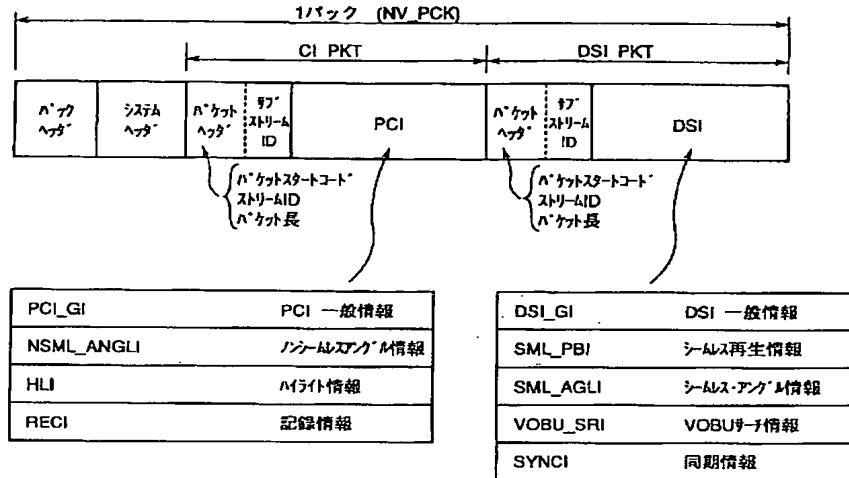 1パック (NV_PCK)
CI PKT
DSI PKT
パック
ヘッダ
システム
ヘッダ
パケット
ヘッダ
サブ
ストリーム
ID
PCI
パケット
ヘッダ
サブ
ストリーム
ID
DSI
パケットスタートコード
ストリームID
パケット長
パケットスタートコード
ストリームID
パケット長
PCI_GI PCI 一般情報
NSML_ANGLI ノンシームレスアングル情報
HLI ハイライト情報
RECI 記録情報
DSI_GI DSI 一般情報
SML_PBI シームレス再生情報
SML_AGLI シームレス・アングル情報
VOBU_SRI VOBUサーチ情報
SYNCI 同期情報